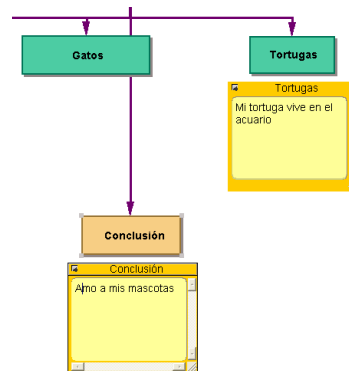 Gatos
Tortugas
Tortugas
Mi tortuga vive en el
acuario
Conclusión
Conclusión
Amo a mis mascotas